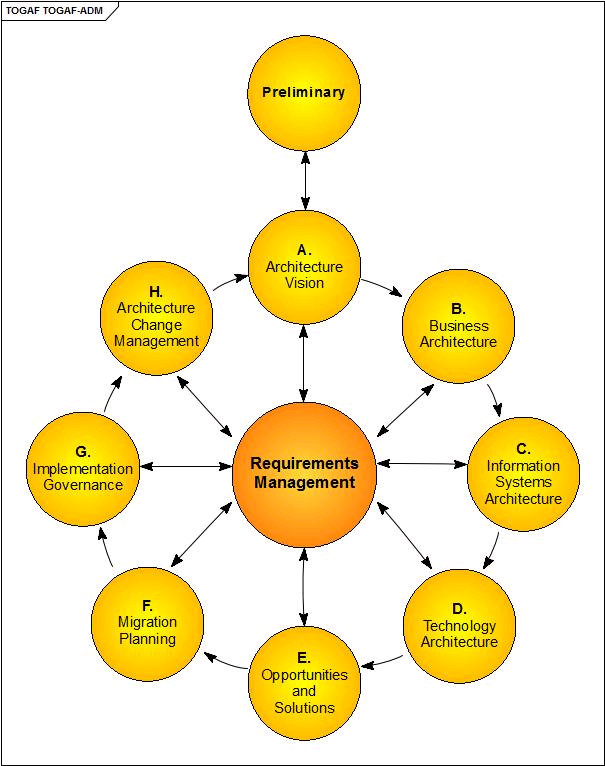 TOGAF TOGAF-ADM
Preliminary
A.
Architecture
Vision
B.
Business
Architecture
C.
Information
Systems
Architecture
D.
Technology
Architecture
E.
Opportunities
and
Solutions
F.
Migration
Planning
G.
Implementation
Governance
H.
Architecture
Change
Management
Requirements
Management